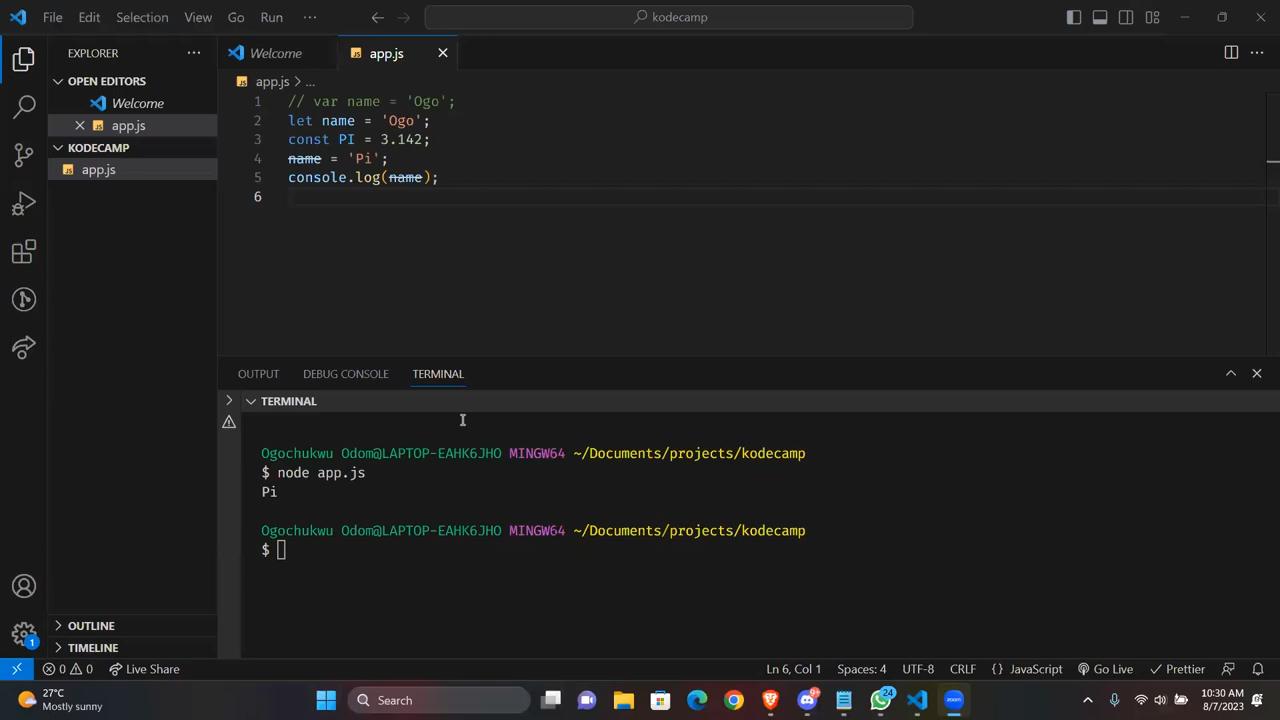 File Edit Selection View Go Run ··· kodecamp
EXPLORER ···
Welcome
app.js
OPEN EDITORS
Welcome
app.js
KODECAMP
app.js
app.js > ...
1 // var name = 'Ogo';
2 let name = 'Ogo';
3 const PI = 3.142;
4 name = 'Pi';
5 console.log(name);
6
OUTPUT DEBUG CONSOLE TERMINAL
TERMINAL
Ogochukwu Odom@LAPTOP-EAHK6JHO MINGW64 ~/Documents/projects/kodecamp
$ node app.js
Pi
Ogochukwu Odom@LAPTOP-EAHK6JHO MINGW64 ~/Documents/projects/kodecamp
$
OUTLINE
TIMELINE
1
0 0 Live Share Ln 6, Col 1 Spaces: 4 UTF-8 CRLF {} JavaScript Go Live Prettier
27°C
Mostly sunny
Search
zoom
24
10:30 AM
8/7/2023